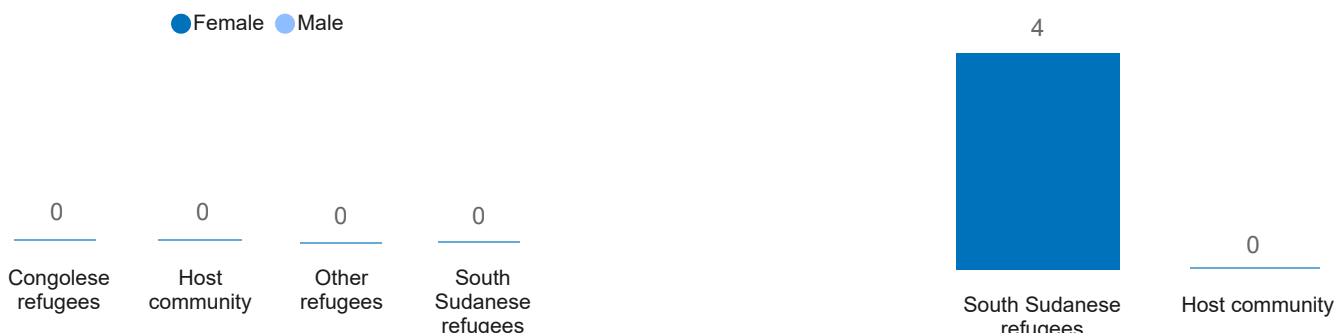 Female Male
0
0
0
0
Congolese
refugees
Host
community
Other
refugees
South
Sudanese
refugees
4
0
South Sudanese
refugees
Host community